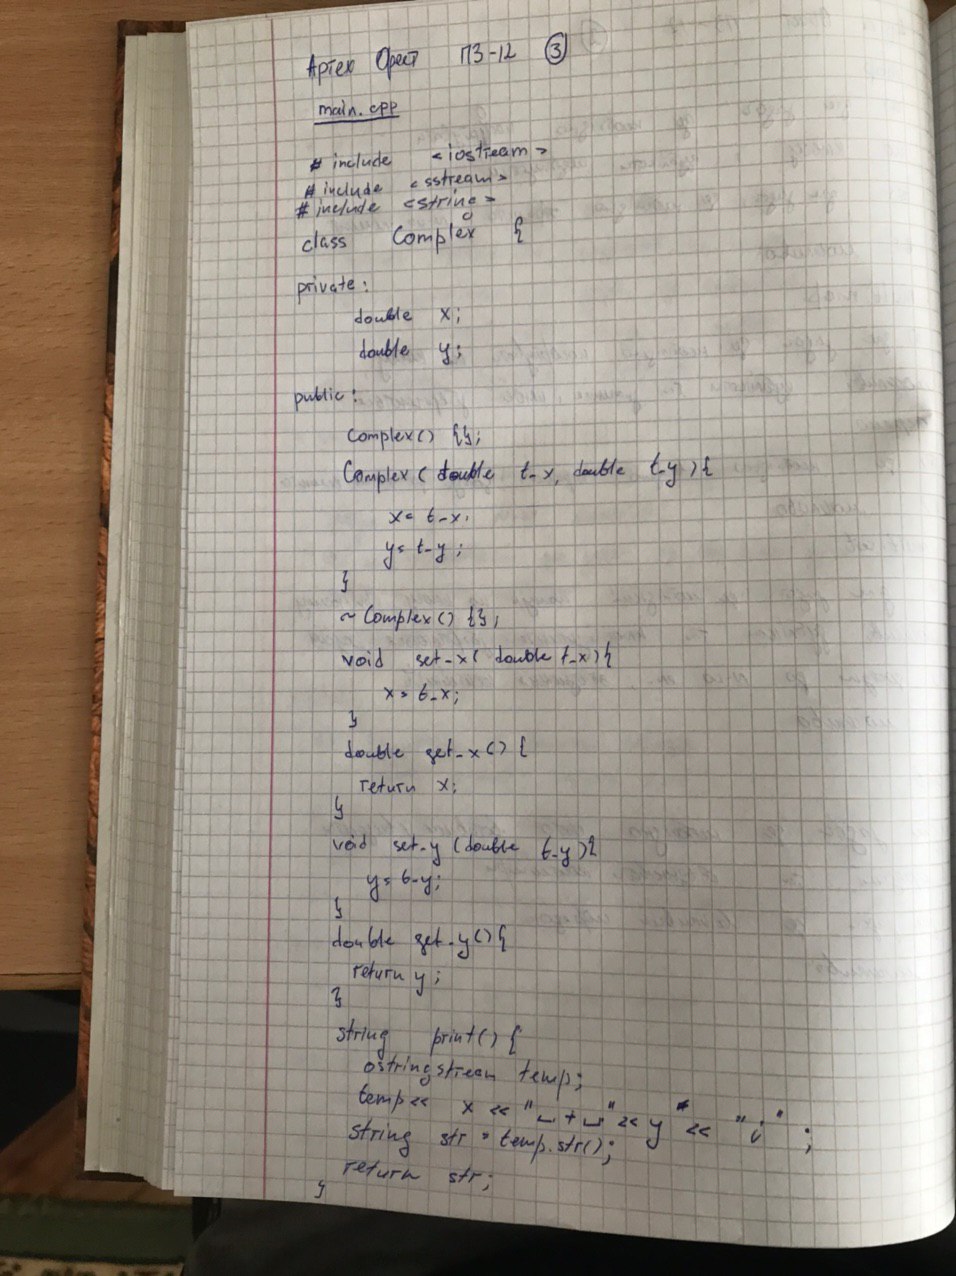 Артех Орест ПЗ-12 ③
main.cpp
# include <iostream>
# include <sstream>
# include <string>
class Complex {
private:
double x;
double y;
public:
Complex() {};
Complex ( double t_x, double t_y ) {
x = t_x;
y = t_y ;
}
~ Complex() {};
void set_x( double t_x) {
x = t_x;
}
double get_x() {
return x;
}
void set_y (double t_y) {
y = t_y;
}
double get_y() {
return y;
}
string print() {
ostringstream temp;
temp << x << "␣+␣" << y << "i" ;
string str = temp.str();
return str;
}